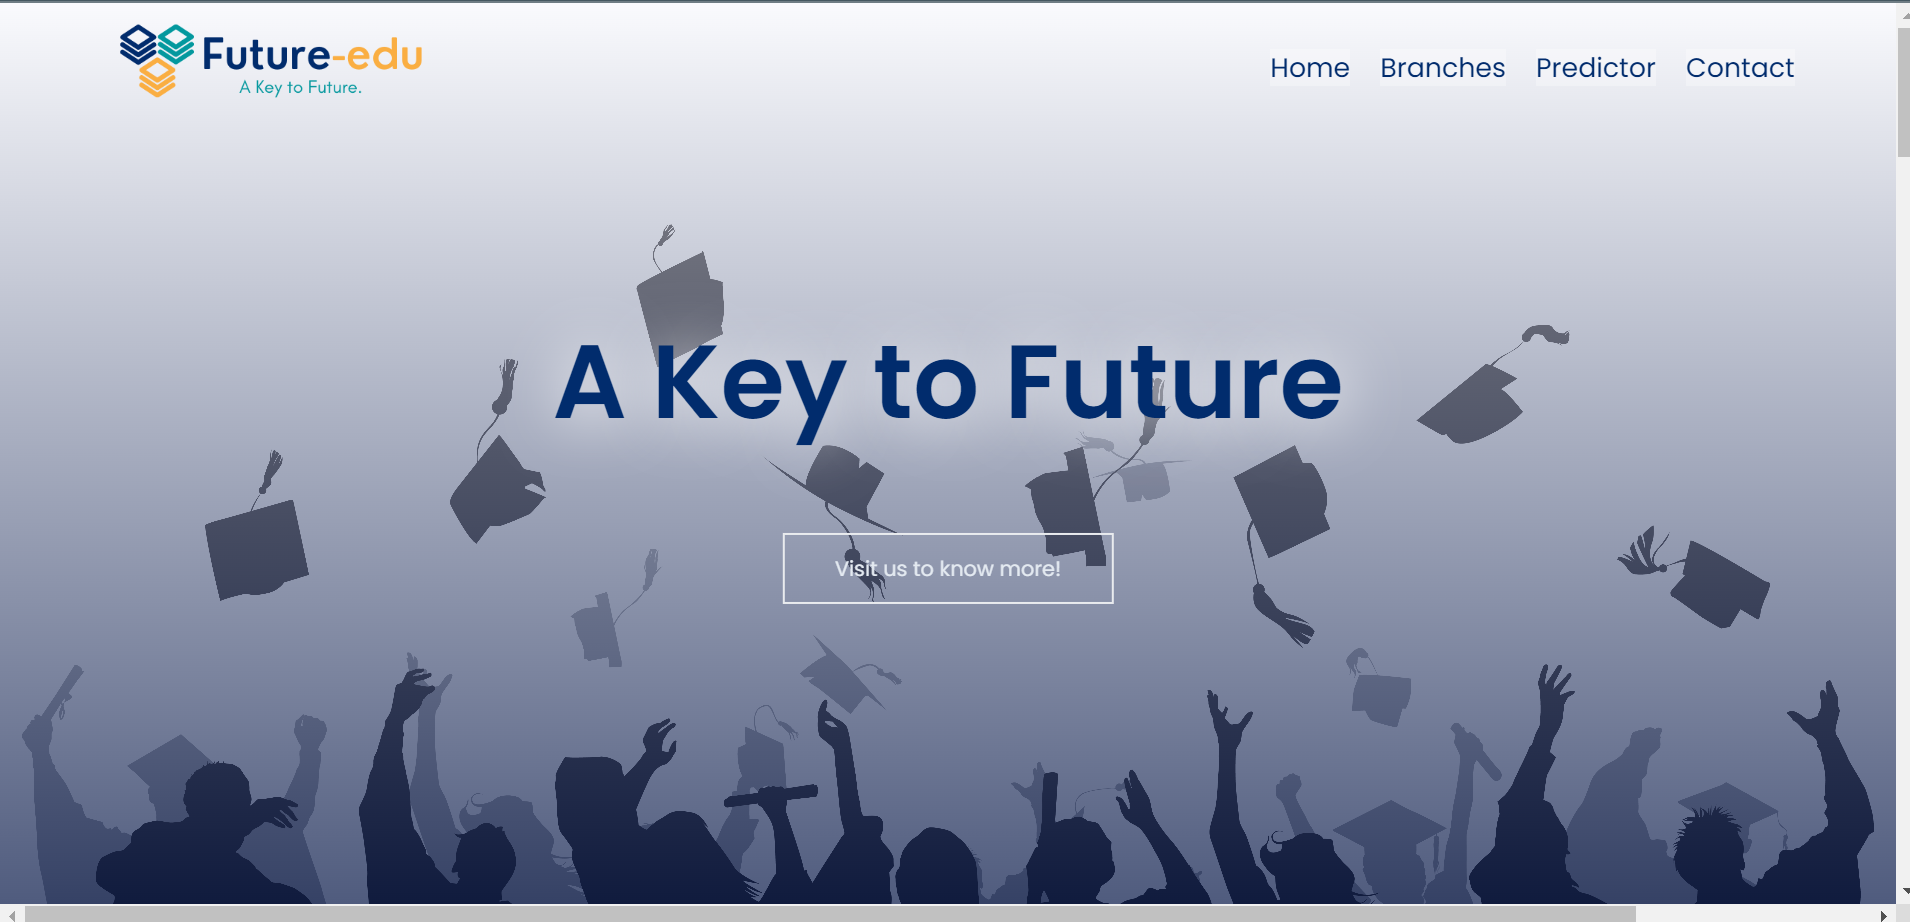 Future-edu
A Key to Future.
Home Branches Predictor Contact
A Key to Future
Visit us to know more!